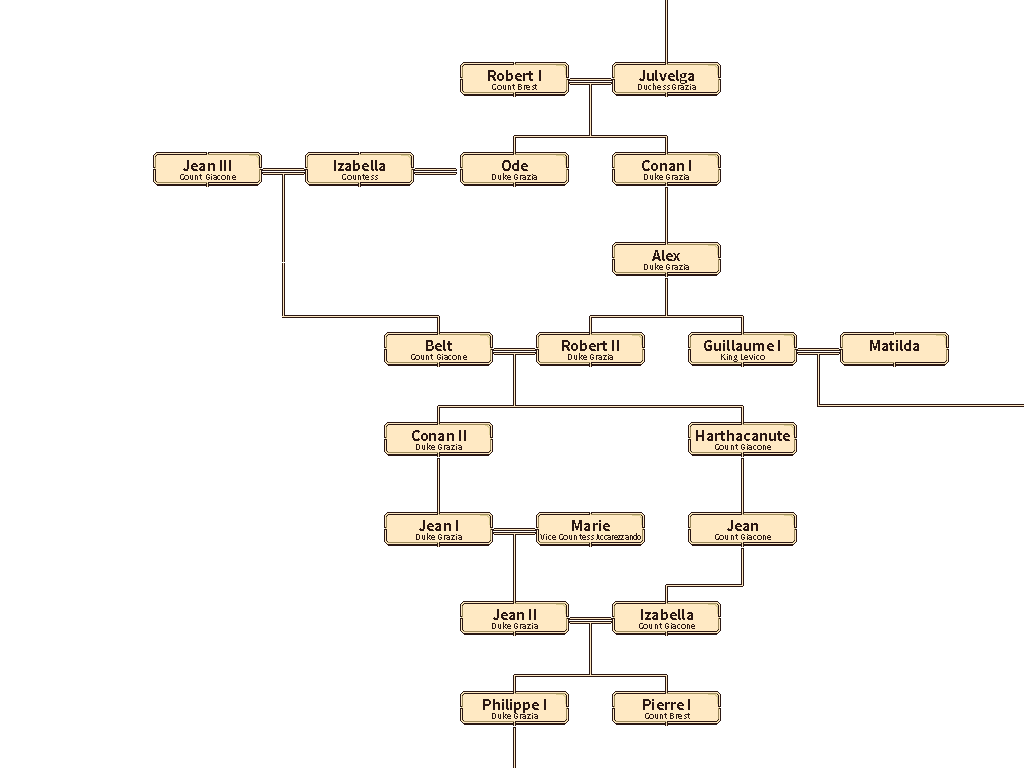 Robert I
Count Brest
Julvelga
Duchess Grazia
Jean III
Count Giacone
Izabella
Countess
Ode
Duke Grazia
Conan I
Duke Grazia
Alex
Duke Grazia
Belt
Count Giacone
Robert II
Duke Grazia
Guillaume I
King Levico
Matilda
Conan II
Duke Grazia
Harthacanute
Count Giacone
Jean I
Duke Grazia
Marie
Vice Countess Accarezzando
Jean
Count Giacone
Jean II
Duke Grazia
Izabella
Count Giacone
Philippe I
Duke Grazia
Pierre I
Count Brest